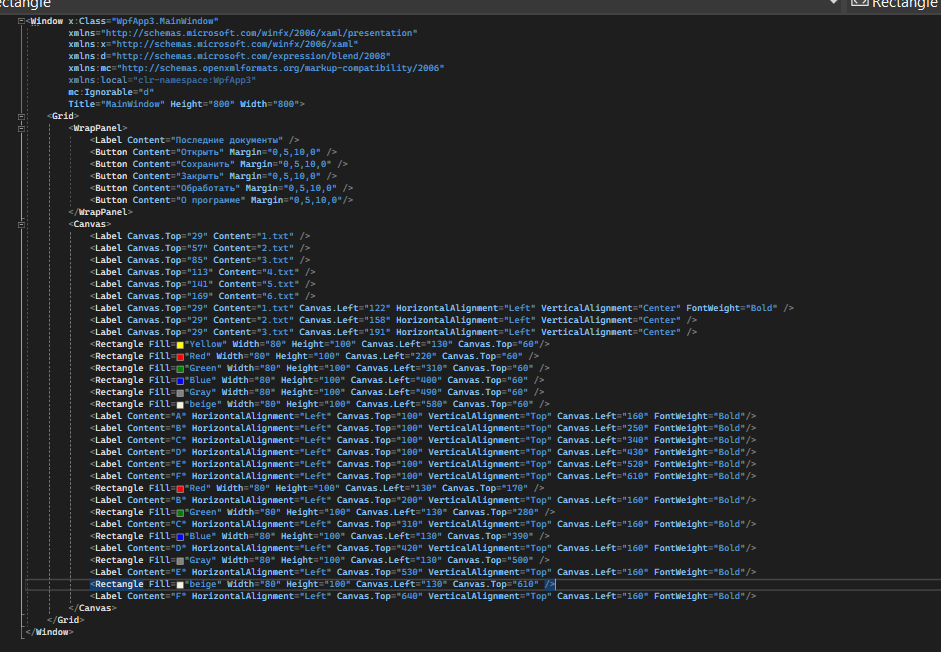 ctangle
Rectangle
<Window x:Class="WpfApp3.MainWindow"
xmlns="http://schemas.microsoft.com/winfx/2006/xaml/presentation"
xmlns:x="http://schemas.microsoft.com/winfx/2006/xaml"
xmlns:d="http://schemas.microsoft.com/expression/blend/2008"
xmlns:mc="http://schemas.openxmlformats.org/markup-compatibility/2006"
xmlns:local="clr-namespace:WpfApp3"
mc:Ignorable="d"
Title="MainWindow" Height="800" Width="800">
<Grid>
<WrapPanel>
<Label Content="Последние документы" />
<Button Content="Открыть" Margin="0,5,10,0" />
<Button Content="Сохранить" Margin="0,5,10,0" />
<Button Content="Закрыть" Margin="0,5,10,0" />
<Button Content="Обработать" Margin="0,5,10,0" />
<Button Content="О программе" Margin="0,5,10,0"/>
</WrapPanel>
<Canvas>
<Label Canvas.Top="29" Content="1.txt" />
<Label Canvas.Top="57" Content="2.txt" />
<Label Canvas.Top="85" Content="3.txt" />
<Label Canvas.Top="113" Content="4.txt" />
<Label Canvas.Top="141" Content="5.txt" />
<Label Canvas.Top="169" Content="6.txt" />
<Label Canvas.Top="29" Content="1.txt" Canvas.Left="122" HorizontalAlignment="Left" VerticalAlignment="Center" FontWeight="Bold" />
<Label Canvas.Top="29" Content="2.txt" Canvas.Left="158" HorizontalAlignment="Left" VerticalAlignment="Center" />
<Label Canvas.Top="29" Content="3.txt" Canvas.Left="191" HorizontalAlignment="Left" VerticalAlignment="Center" />
<Rectangle Fill="Yellow" Width="80" Height="100" Canvas.Left="130" Canvas.Top="60"/>
<Rectangle Fill="Red" Width="80" Height="100" Canvas.Left="220" Canvas.Top="60" />
<Rectangle Fill="Green" Width="80" Height="100" Canvas.Left="310" Canvas.Top="60" />
<Rectangle Fill="Blue" Width="80" Height="100" Canvas.Left="400" Canvas.Top="60" />
<Rectangle Fill="Gray" Width="80" Height="100" Canvas.Left="490" Canvas.Top="60" />
<Rectangle Fill="beige" Width="80" Height="100" Canvas.Left="580" Canvas.Top="60" />
<Label Content="A" HorizontalAlignment="Left" Canvas.Top="100" VerticalAlignment="Top" Canvas.Left="160" FontWeight="Bold"/>
<Label Content="B" HorizontalAlignment="Left" Canvas.Top="100" VerticalAlignment="Top" Canvas.Left="250" FontWeight="Bold"/>
<Label Content="C" HorizontalAlignment="Left" Canvas.Top="100" VerticalAlignment="Top" Canvas.Left="340" FontWeight="Bold"/>
<Label Content="D" HorizontalAlignment="Left" Canvas.Top="100" VerticalAlignment="Top" Canvas.Left="430" FontWeight="Bold"/>
<Label Content="E" HorizontalAlignment="Left" Canvas.Top="100" VerticalAlignment="Top" Canvas.Left="520" FontWeight="Bold"/>
<Label Content="F" HorizontalAlignment="Left" Canvas.Top="100" VerticalAlignment="Top" Canvas.Left="610" FontWeight="Bold"/>
<Rectangle Fill="Red" Width="80" Height="100" Canvas.Left="130" Canvas.Top="170" />
<Label Content="B" HorizontalAlignment="Left" Canvas.Top="200" VerticalAlignment="Top" Canvas.Left="160" FontWeight="Bold"/>
<Rectangle Fill="Green" Width="80" Height="100" Canvas.Left="130" Canvas.Top="280" />
<Label Content="C" HorizontalAlignment="Left" Canvas.Top="310" VerticalAlignment="Top" Canvas.Left="160" FontWeight="Bold"/>
<Rectangle Fill="Blue" Width="80" Height="100" Canvas.Left="130" Canvas.Top="390" />
<Label Content="D" HorizontalAlignment="Left" Canvas.Top="420" VerticalAlignment="Top" Canvas.Left="160" FontWeight="Bold"/>
<Rectangle Fill="Gray" Width="80" Height="100" Canvas.Left="130" Canvas.Top="500" />
<Label Content="E" HorizontalAlignment="Left" Canvas.Top="530" VerticalAlignment="Top" Canvas.Left="160" FontWeight="Bold"/>
<Rectangle Fill="beige" Width="80" Height="100" Canvas.Left="130" Canvas.Top="610" />
<Label Content="F" HorizontalAlignment="Left" Canvas.Top="640" VerticalAlignment="Top" Canvas.Left="160" FontWeight="Bold"/>
</Canvas>
</Grid>
</Window>